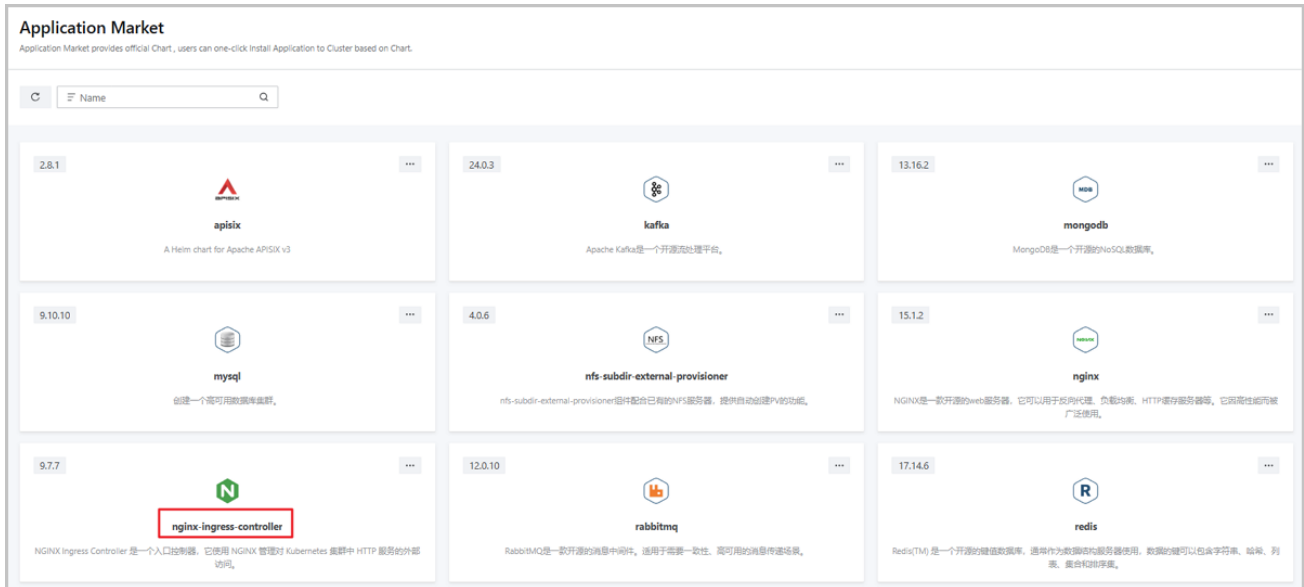 Application Market
Application Market provides official Chart , users can one-click Install Application to Cluster based on Chart.
Name
2.8.1
APISIX
apisix
A Helm chart for Apache APISIX v3
24.0.3
kafka
Apache Kafka是一个开源流处理平台。
13.16.2
MDB
mongodb
MongoDB是一个开源的NoSQL数据库。
9.10.10
mysql
创建一个高可用数据库集群。
4.0.6
NFS
nfs-subdir-external-provisioner
nfs-subdir-external-provisioner组件配合已有的NFS服务器，提供自动创建PV的功能。
15.1.2
NGINX
nginx
NGINX是一款开源的web服务器，它可以用于反向代理、负载均衡、HTTP缓存服务器等。它因高性能而被
广泛使用。
9.7.7
N
nginx-ingress-controller
NGINX Ingress Controller 是一个入口控制器，它使用 NGINX 管理对 Kubernetes 集群中 HTTP 服务的外部
访问。
12.0.10
rabbitmq
RabbitMQ是一款开源的消息中间件。适用于需要一致性、高可用的消息传递场景。
17.14.6
R
redis
Redis(TM) 是一个开源的键值数据库，通常作为数据结构服务器使用，数据的键可以包含字符串、哈希、列
表、集合和排序集。